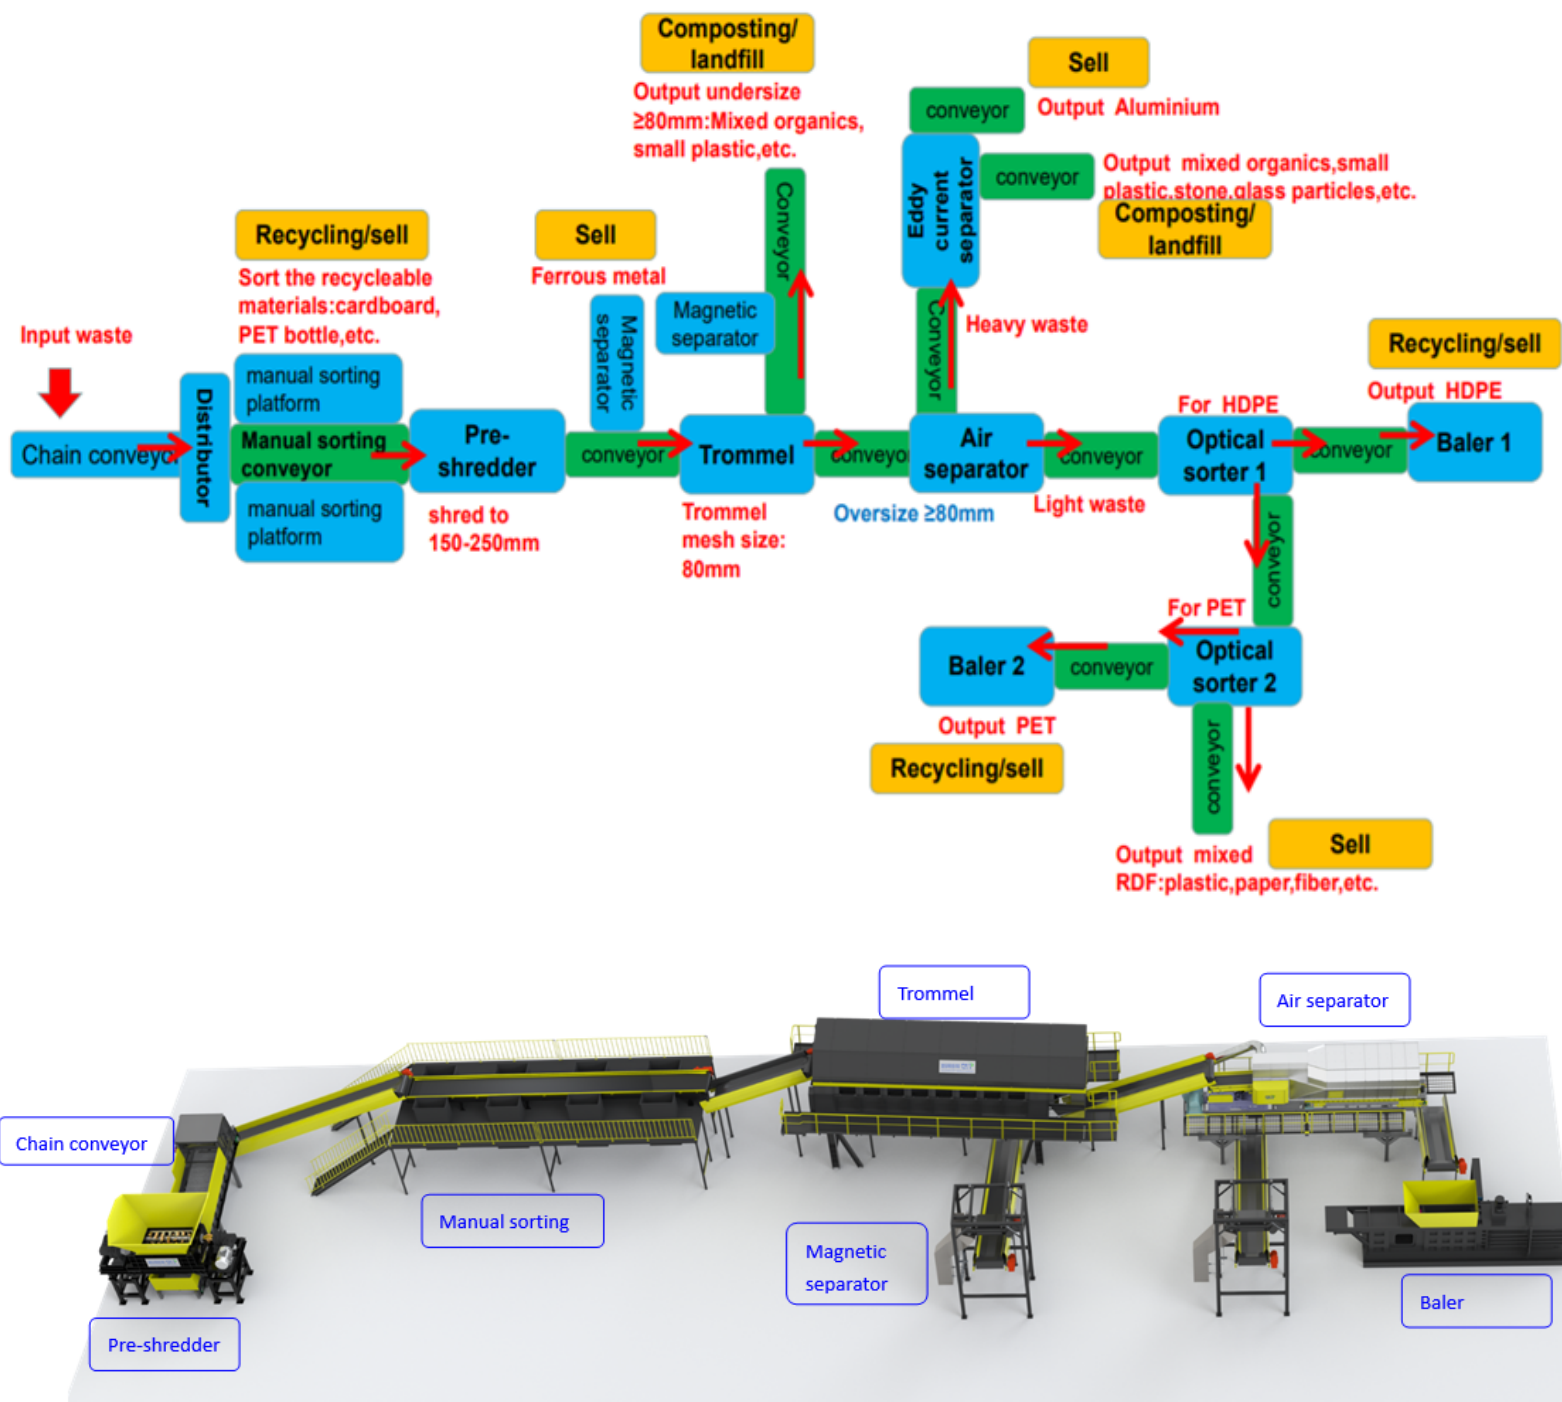 Composting/
landfill
Output undersize
≥80mm:Mixed organics,
small plastic,etc.
Sell
conveyor
Output Aluminium
Eddy
current
separator
conveyor
Output mixed organics,small
plastic,stone,glass particles,etc.
Composting/
landfill
Conveyor
Recycling/sell
Sort the recycleable
materials:cardboard,
PET bottle,etc.
Sell
Ferrous metal
Magnetic
separator
Magnetic
separator
Conveyor
Heavy waste
Input waste
Recycling/sell
Output HDPE
manual sorting
platform
Distributor
Chain conveyor
Manual sorting
conveyor
Pre-
shredder
conveyor
Trommel
conveyor
Air
separator
conveyor
For HDPE
Optical
sorter 1
conveyor
Baler 1
manual sorting
platform
shred to
150-250mm
Trommel
mesh size:
80mm
Oversize ≥80mm
Light waste
conveyor
For PET
Baler 2
conveyor
Optical
sorter 2
Output PET
Recycling/sell
conveyor
Sell
Output mixed
RDF:plastic,paper,fiber,etc.
Trommel
Air separator
Chain conveyor
Manual sorting
Magnetic
separator
Baler
Pre-shredder